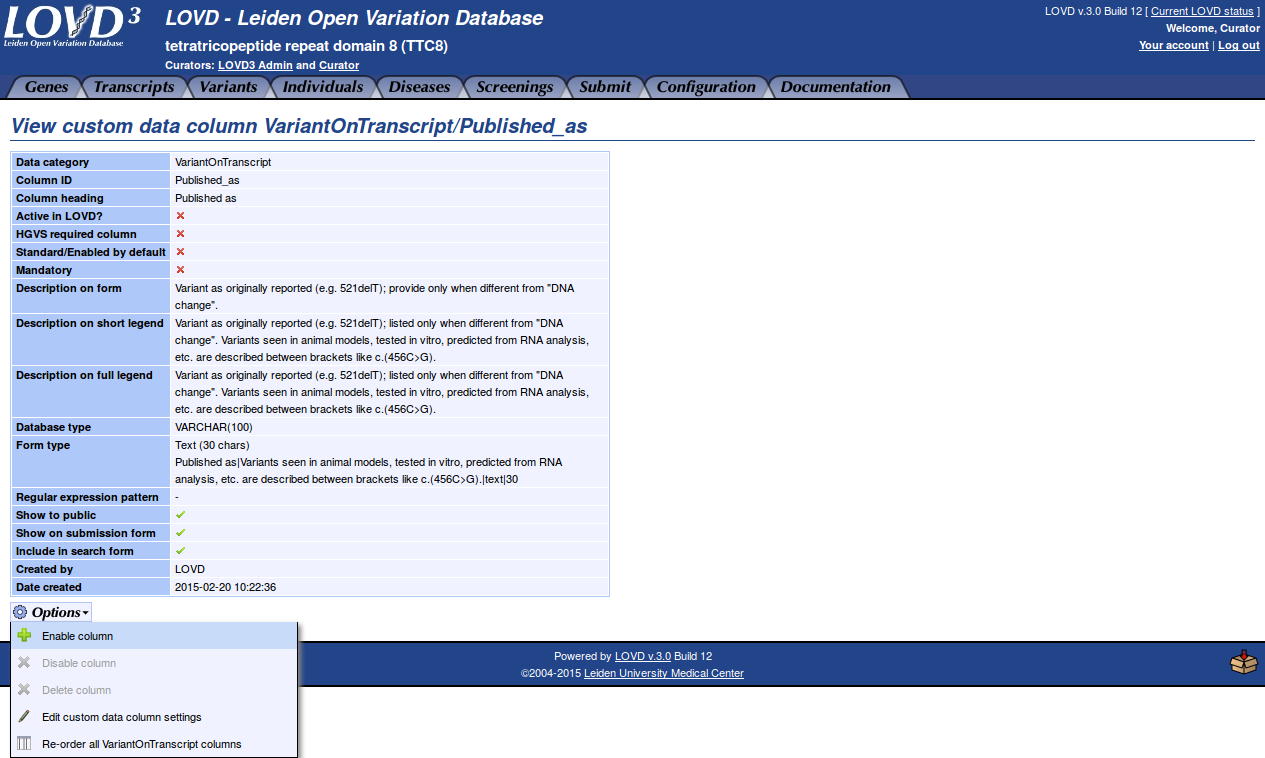 LOVD 3
Leiden Open Variation Database
LOVD - Leiden Open Variation Database
tetratricopeptide repeat domain 8 (TTC8)
Curators: LOVD3 Admin and Curator
LOVD v.3.0 Build 12 [ Current LOVD status ]
Welcome, Curator
Your account | Log out
Genes Transcripts Variants Individuals Diseases Screenings Submit Configuration Documentation
View custom data column VariantOnTranscript/Published_as
Data category VariantOnTranscript
Column ID Published_as
Column heading Published as
Active in LOVD?
HGVS required column
Standard/Enabled by default
Mandatory
Description on form Variant as originally reported (e.g. 521delT); provide only when different from "DNA
change".
Description on short legend Variant as originally reported (e.g. 521delT); listed only when different from "DNA
change". Variants seen in animal models, tested in vitro, predicted from RNA analysis,
etc. are described between brackets like c.(456C>G).
Description on full legend Variant as originally reported (e.g. 521delT); listed only when different from "DNA
change". Variants seen in animal models, tested in vitro, predicted from RNA analysis,
etc. are described between brackets like c.(456C>G).
Database type VARCHAR(100)
Form type Text (30 chars)
Published as|Variants seen in animal models, tested in vitro, predicted from RNA
analysis, etc. are described between brackets like c.(456C>G).|text|30
Regular expression pattern -
Show to public
Show on submission form
Include in search form
Created by LOVD
Date created 2015-02-20 10:22:36
Options
Enable column
Disable column
Delete column
Edit custom data column settings
Re-order all VariantOnTranscript columns
Powered by LOVD v.3.0 Build 12
©2004-2015 Leiden University Medical Center